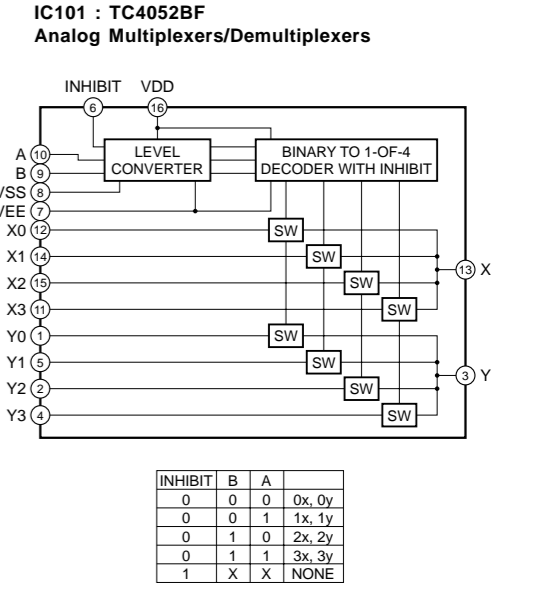 IC101 : TC4052BF
Analog Multiplexers/Demultiplexers
INHIBIT VDD
6 16
A 10 LEVEL CONVERTER BINARY TO 1-OF-4 DECODER WITH INHIBIT
B 9
VSS 8
VEE 7
X0 12 SW
X1 14 SW 13 X
X2 15 SW
X3 11 SW
Y0 1 SW
Y1 5 SW
Y2 2 SW 3 Y
Y3 4 SW
INHIBIT B A
0 0 0 0x, 0y
0 0 1 1x, 1y
0 1 0 2x, 2y
0 1 1 3x, 3y
1 X X NONE